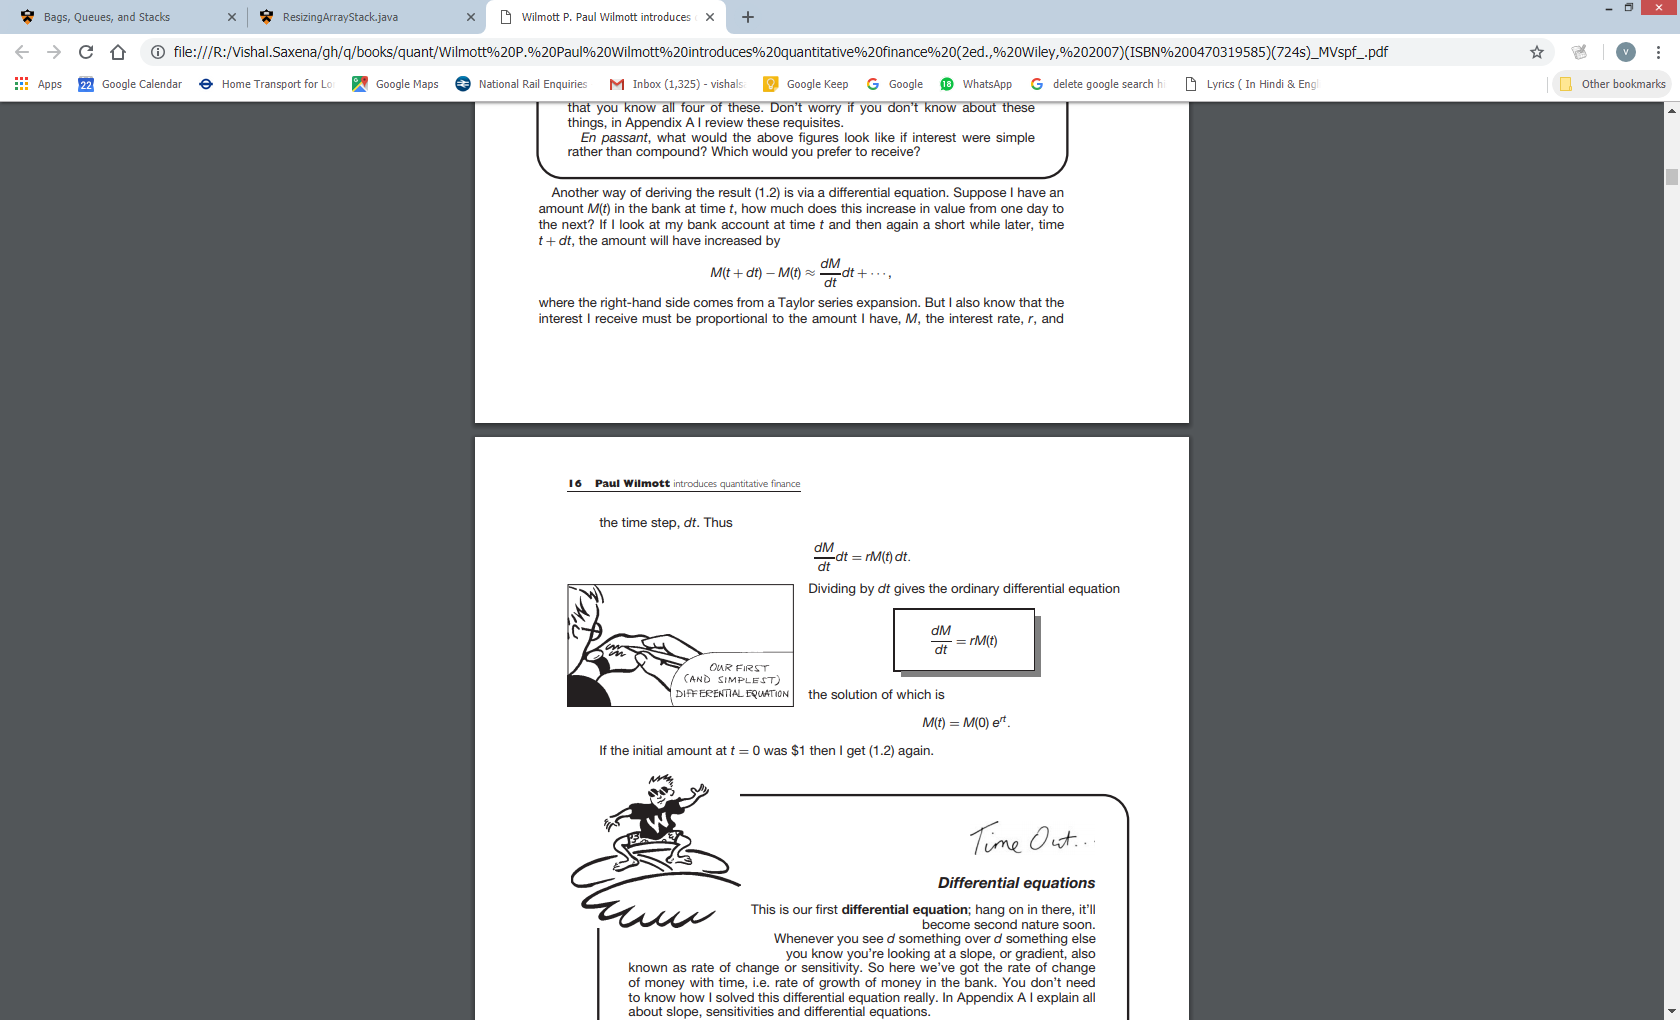 Bags, Queues, and Stacks
ResizingArrayStack.java
Wilmott P. Paul Wilmott introduces
file:///R:/Vishal.Saxena/gh/q/books/quant/Wilmott%20P.%20Paul%20Wilmott%20introduces%20quantitative%20finance%20(2ed.,%20Wiley,%202007)(ISBN%200470319585)(724s)_MVspf_.pdf
V
Apps
22 Google Calendar
Home Transport for Lo
Google Maps
National Rail Enquiries
Inbox (1,325) - vishals
Google Keep
Google
18 WhatsApp
delete google search hi
Lyrics ( In Hindi & Engl
Other bookmarks
that you know all four of these. Don't worry if you don't know about these
things, in Appendix A I review these requisites.
En passant, what would the above figures look like if interest were simple
rather than compound? Which would you prefer to receive?
Another way of deriving the result (1.2) is via a differential equation. Suppose I have an
amount M(t) in the bank at time t, how much does this increase in value from one day to
the next? If I look at my bank account at time t and then again a short while later, time
t + dt, the amount will have increased by
M(t + dt) − M(t) ≈ dM/dt dt + · · · ,
where the right-hand side comes from a Taylor series expansion. But I also know that the
interest I receive must be proportional to the amount I have, M, the interest rate, r, and
16 Paul Wilmott introduces quantitative finance
the time step, dt. Thus
dM/dt dt = rM(t) dt.
Dividing by dt gives the ordinary differential equation
dM/dt = rM(t)
OUR FIRST
(AND SIMPLEST)
DIFFERENTIAL EQUATION
the solution of which is
M(t) = M(0) e^rt.
If the initial amount at t = 0 was $1 then I get (1.2) again.
W
Time Out...
Differential equations
This is our first differential equation; hang on in there, it'll
become second nature soon.
Whenever you see d something over d something else
you know you're looking at a slope, or gradient, also
known as rate of change or sensitivity. So here we've got the rate of change
of money with time, i.e. rate of growth of money in the bank. You don't need
to know how I solved this differential equation really. In Appendix A I explain all
about slope, sensitivities and differential equations.